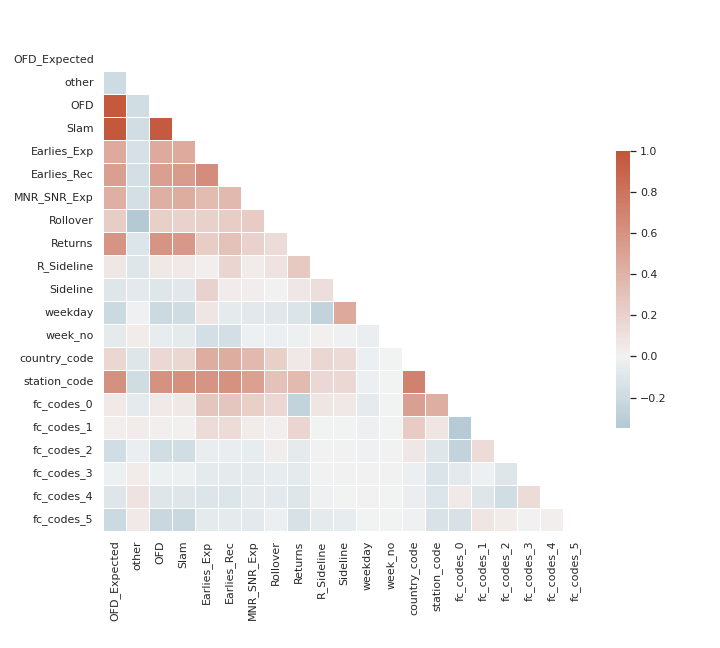 OFD_Expected
other
OFD
Slam
Earlies_Exp
Earlies_Rec
MNR_SNR_Exp
Rollover
Returns
R_Sideline
Sideline
weekday
week_no
country_code
station_code
fc_codes_0
fc_codes_1
fc_codes_2
fc_codes_3
fc_codes_4
fc_codes_5
OFD_Expected
other
OFD
Slam
Earlies_Exp
Earlies_Rec
MNR_SNR_Exp
Rollover
Returns
R_Sideline
Sideline
weekday
week_no
country_code
station_code
fc_codes_0
fc_codes_1
fc_codes_2
fc_codes_3
fc_codes_4
fc_codes_5
1.0
0.8
0.6
0.4
0.2
0.0
−0.2